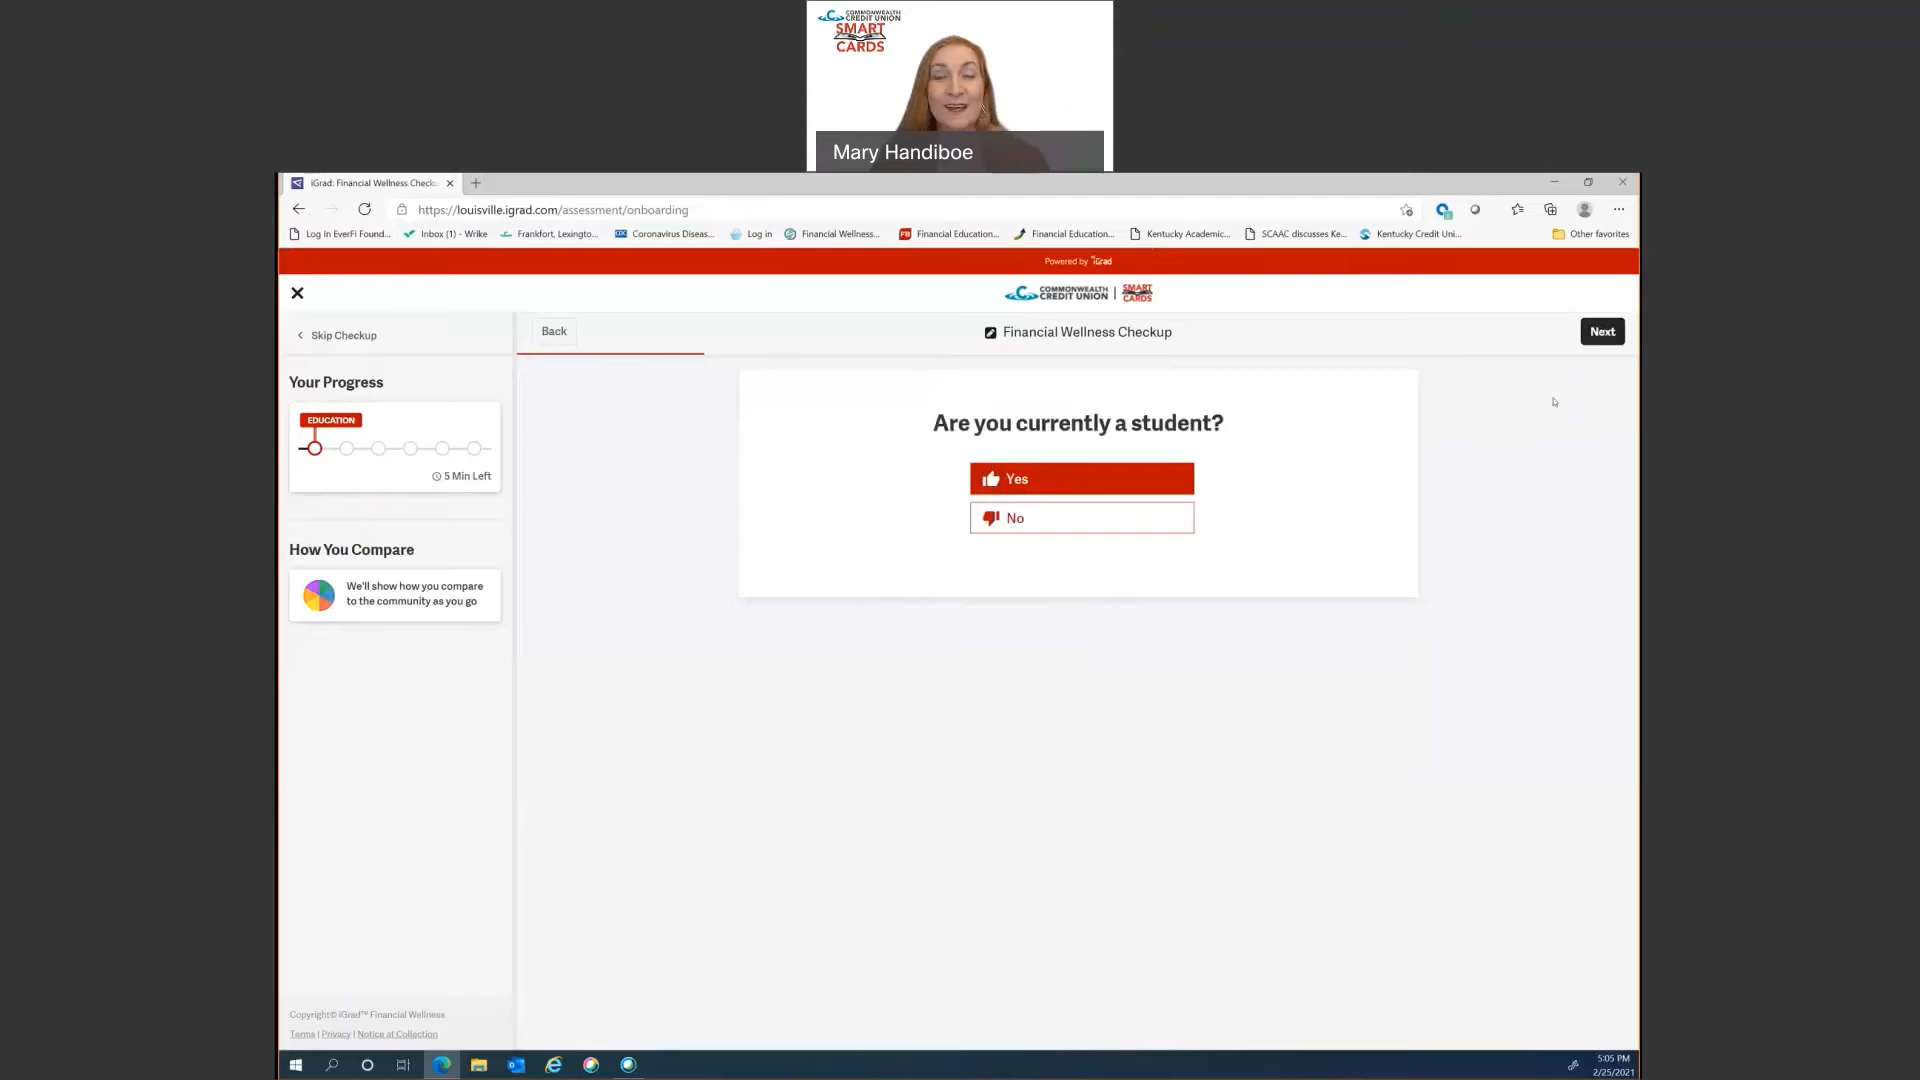 COMMONWEALTH
CREDIT UNION
SMART
CARDS
Mary Handiboe
iGrad: Financial Wellness Checku
https://louisville.igrad.com/assessment/onboarding
Log In EverFi Found...
Inbox (1) - Wrike
Frankfort, Lexingto...
Coronavirus Diseas...
Log in
Financial Wellness...
Financial Education...
Financial Education...
Kentucky Academic...
SCAAC discusses Ke...
Kentucky Credit Uni...
Other favorites
Powered by iGrad
COMMONWEALTH
CREDIT UNION
SMART
CARDS
Skip Checkup
Back
Financial Wellness Checkup
Next
Your Progress
EDUCATION
5 Min Left
How You Compare
We'll show how you compare
to the community as you go
Are you currently a student?
Yes
No
Copyright© iGrad™ Financial Wellness
Terms | Privacy | Notice at Collection
5:05 PM
2/25/2021